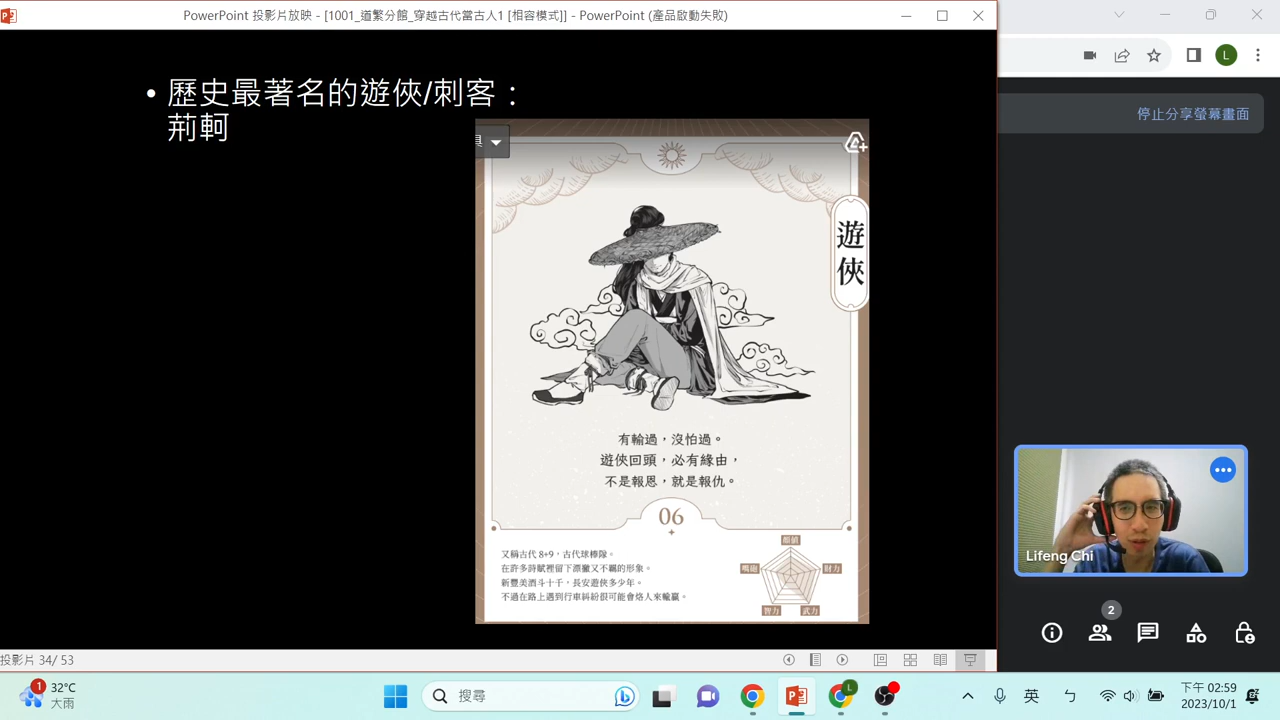 PowerPoint 投影片放映 - [1001_道繁分館_穿越古代當古人1 [相容模式]] - PowerPoint (產品啟動失敗)
L
停止分享螢幕畫面
• 歷史最著名的遊俠/刺客：
荊軻
遊俠
有輸過，沒怕過。
遊俠回頭，必有緣由，
不是報恩，就是報仇。
06
又稱古代 8+9，古代球棒隊。
在許多詩賦裡留下漂撇又不羈的形象。
新豐美酒斗十千，長安遊俠多少年。
不過在路上遇到行車糾紛很可能會烙人來輸贏。
顏值
嘴砲
財力
智力
武力
Lifeng Chi
2
投影片 34/ 53
1
32°C
大雨
搜尋
L
英
ㄅ
下午 02:59
2023/10/1